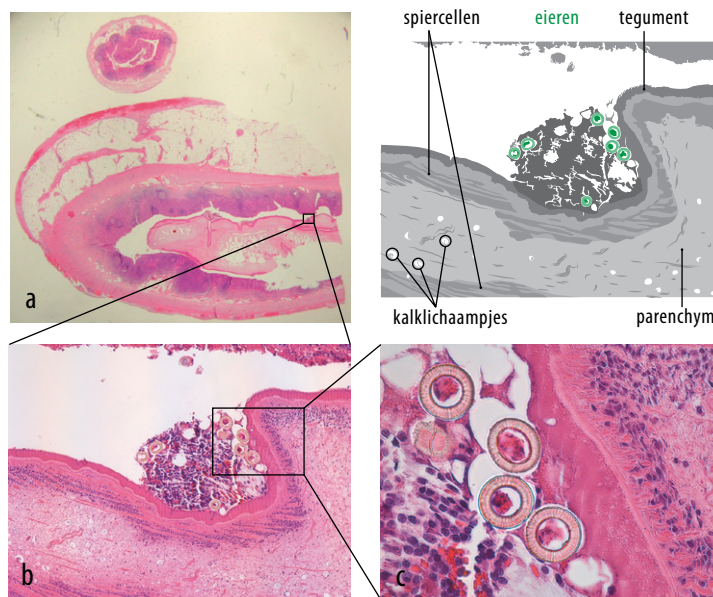 spiercellen eieren tegument
a
kalklichaampjes parenchym
b
c